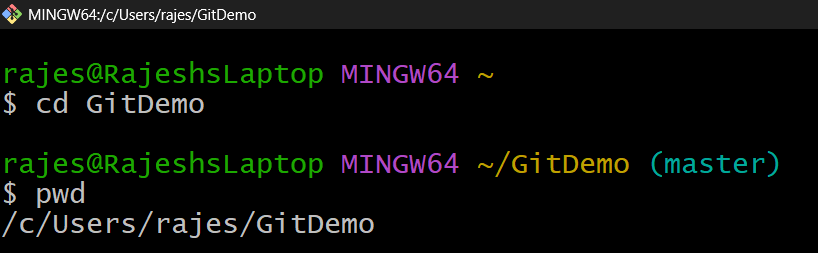 MINGW64:/c/Users/rajes/GitDemo
rajes@RajeshsLaptop MINGW64 ~
$ cd GitDemo
rajes@RajeshsLaptop MINGW64 ~/GitDemo (master)
$ pwd
/c/Users/rajes/GitDemo